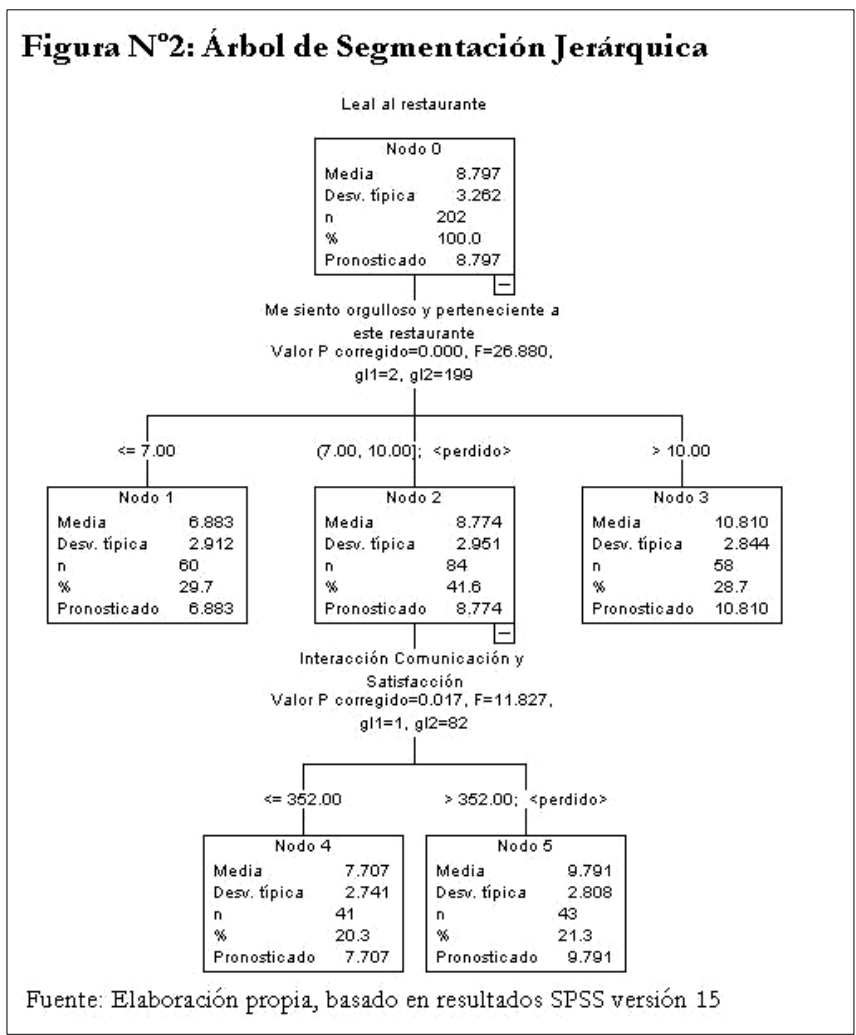 Figura N°2: Árbol de Segmentación Jerárquica
Leal al restaurante
Nodo 0
Media 8.797
Desv. típica 3.262
n 202
% 100.0
Pronosticado 8.797
Me siento orgulloso y perteneciente a
este restaurante
Valor P corregido=0.000, F=26.880,
gl1=2, gl2=199
<= 7.00
(7.00, 10.00]; <perdido>
> 10.00
Nodo 1
Media 6.883
Desv. típica 2.912
n 60
% 29.7
Pronosticado 6.883
Nodo 2
Media 8.774
Desv. típica 2.951
n 84
% 41.6
Pronosticado 8.774
Nodo 3
Media 10.810
Desv. típica 2.844
n 58
% 28.7
Pronosticado 10.810
Interacción Comunicación y
Satisfacción
Valor P corregido=0.017, F=11.827,
gl1=1, gl2=82
<= 352.00
> 352.00; <perdido>
Nodo 4
Media 7.707
Desv. típica 2.741
n 41
% 20.3
Pronosticado 7.707
Nodo 5
Media 9.791
Desv. típica 2.808
n 43
% 21.3
Pronosticado 9.791
Fuente: Elaboración propia, basado en resultados SPSS versión 15